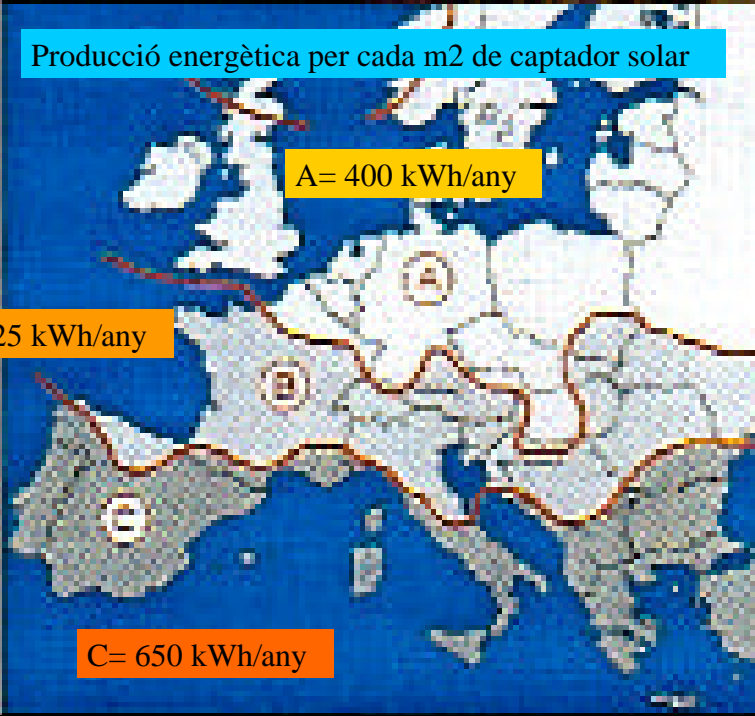 Producció energètica per cada m2 de captador solar
A= 400 kWh/any
A
25 kWh/any
B
C
C= 650 kWh/any